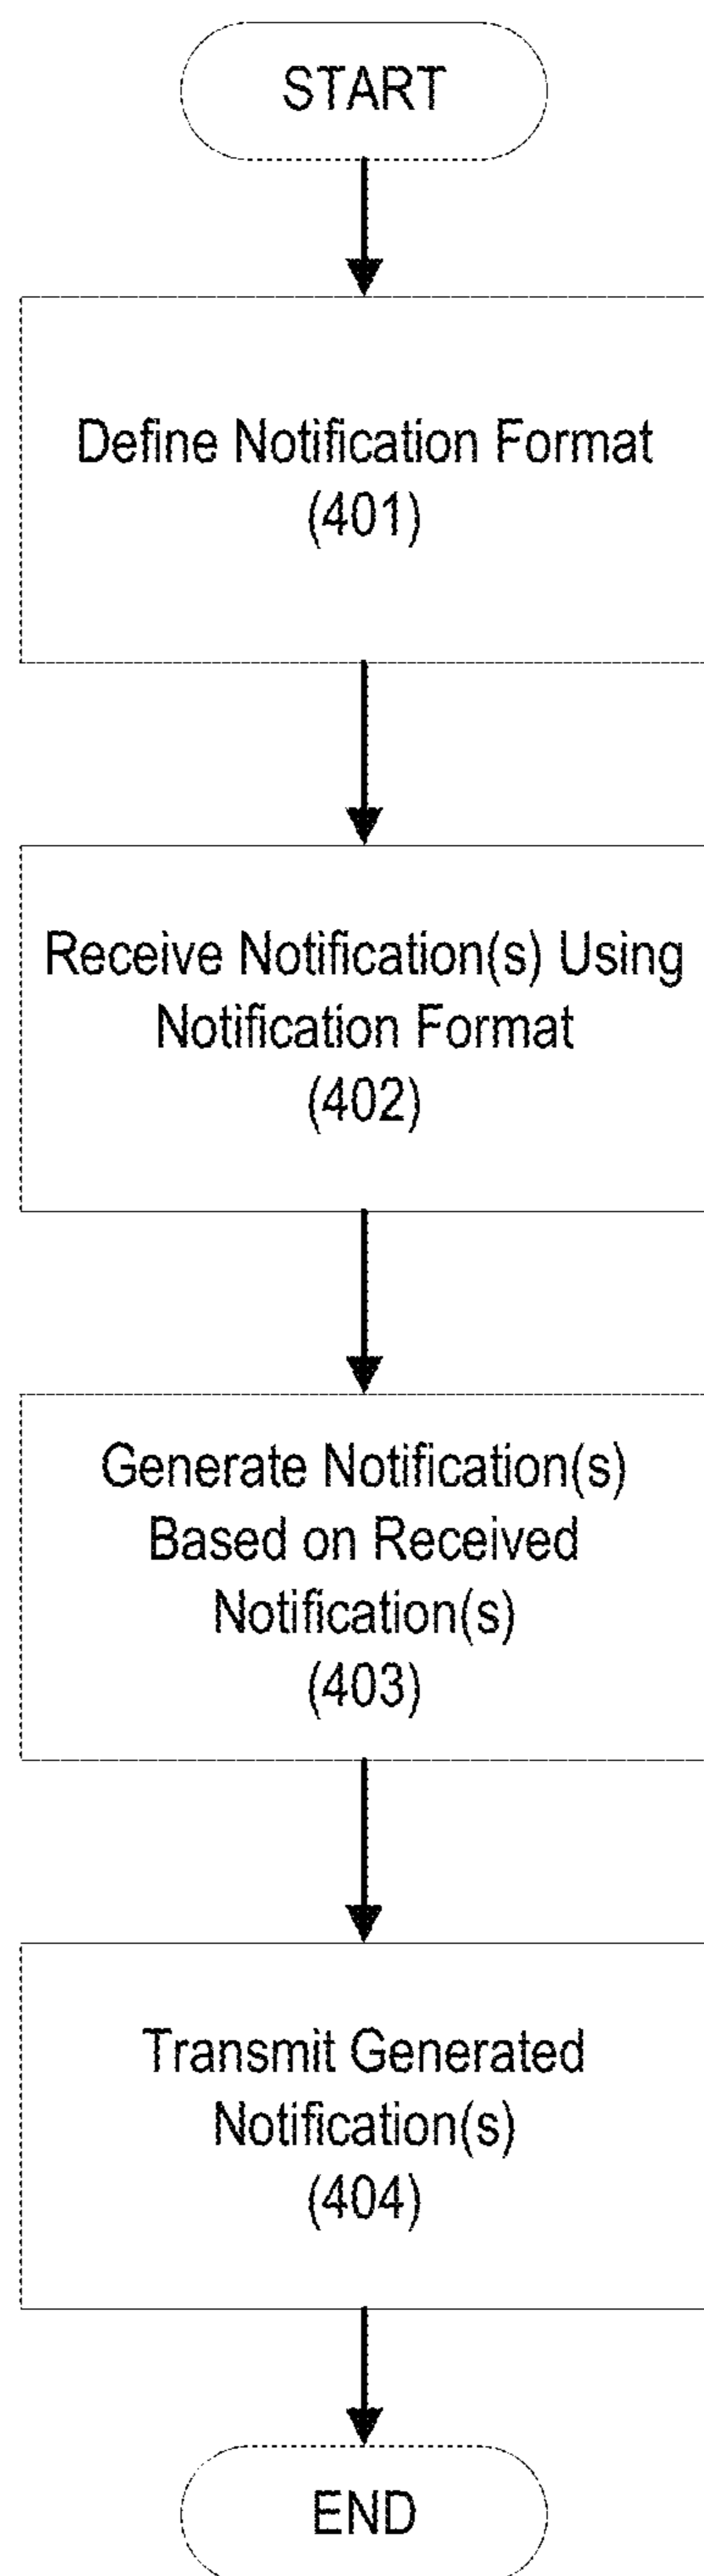 START
Define Notification Format
(401)
Receive Notification(s) Using
Notification Format
(402)
Generate Notification(s)
Based on Received
Notification(s)
(403)
Transmit Generated
Notification(s)
(404)
END